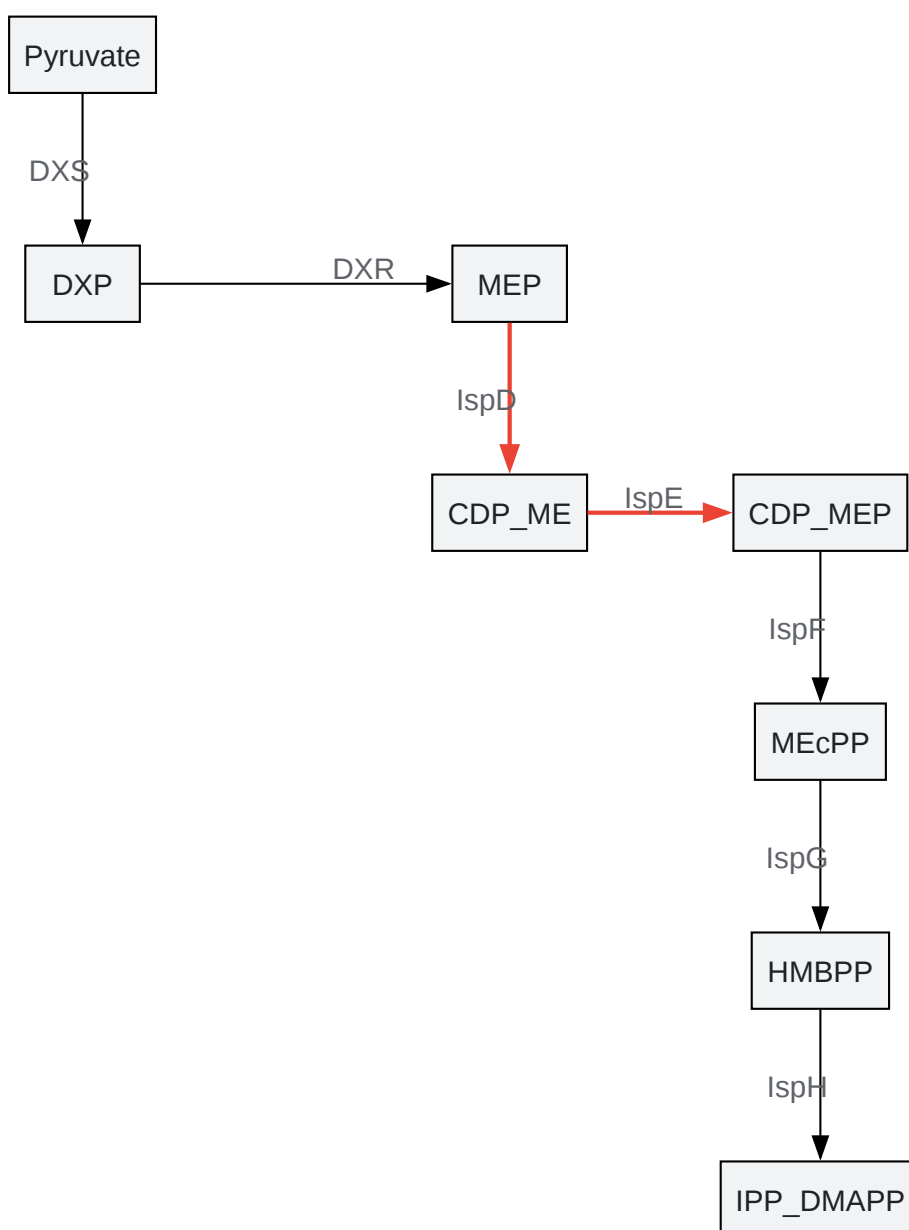 Pyruvate
DXS
DXP
DXR
MEP
IspD
CDP_ME
IspE
CDP_MEP
IspF
MEcPP
IspG
HMBPP
IspH
IPP_DMAPP